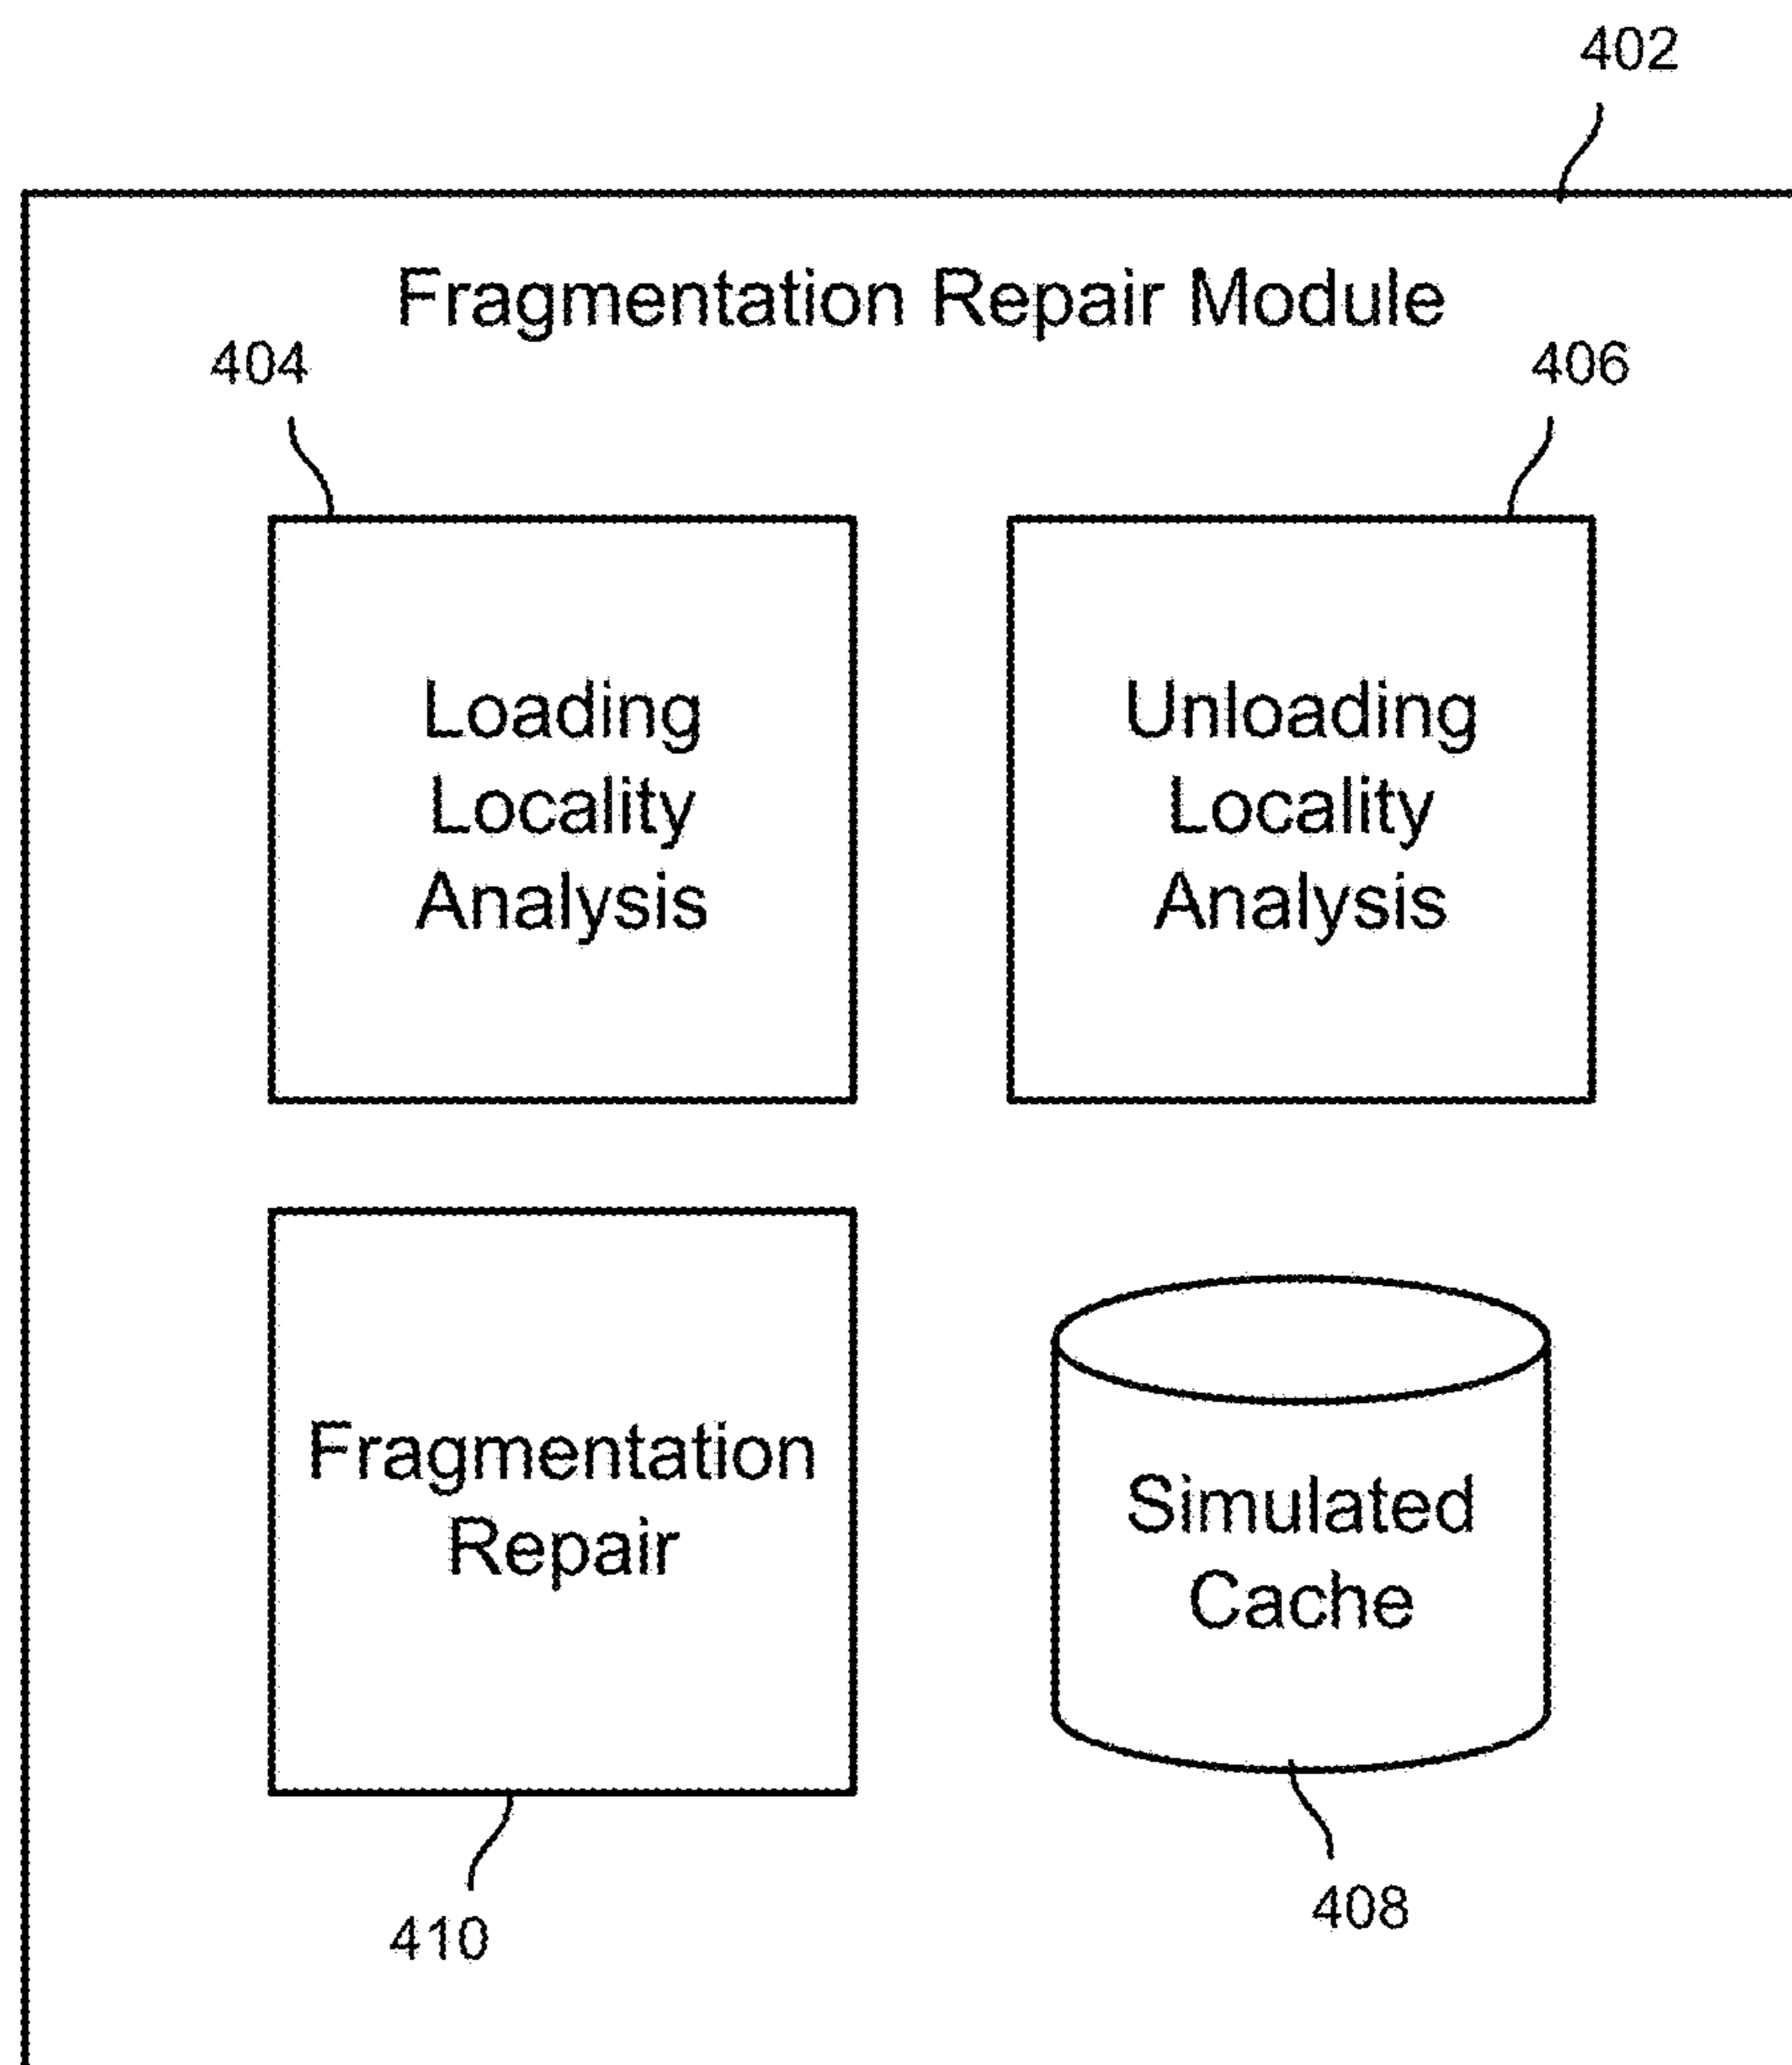 402
Fragmentation Repair Module
404
406
Loading
Locality
Analysis
Unloading
Locality
Analysis
Fragmentation
Repair
Simulated
Cache
410
408